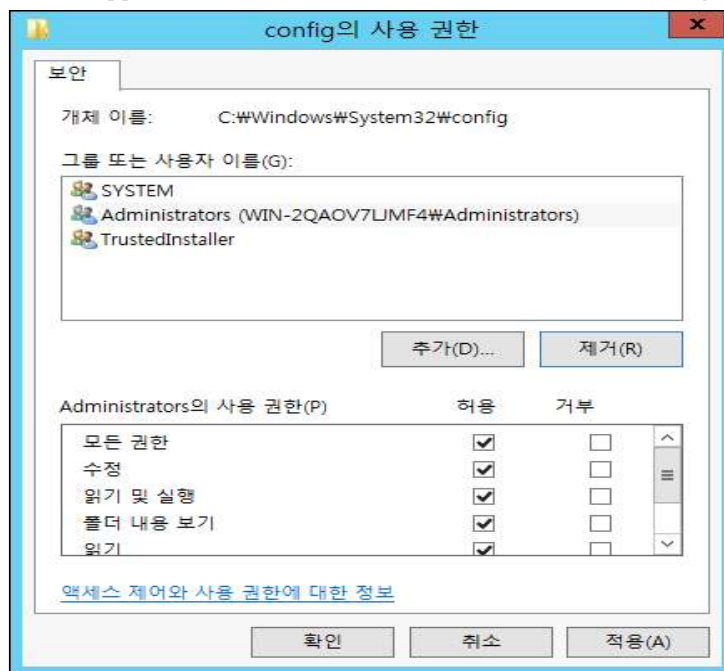 config의 사용 권한
x
보안
개체 이름: C:₩Windows₩System32₩config
그룹 또는 사용자 이름(G):
SYSTEM
Administrators (WIN-2QAOV7LJMF4₩Administrators)
TrustedInstaller
추가(D)... 제거(R)
Administrators의 사용 권한(P) 허용 거부
모든 권한
수정
읽기 및 실행
폴더 내용 보기
읽기
액세스 제어와 사용 권한에 대한 정보
확인 취소 적용(A)